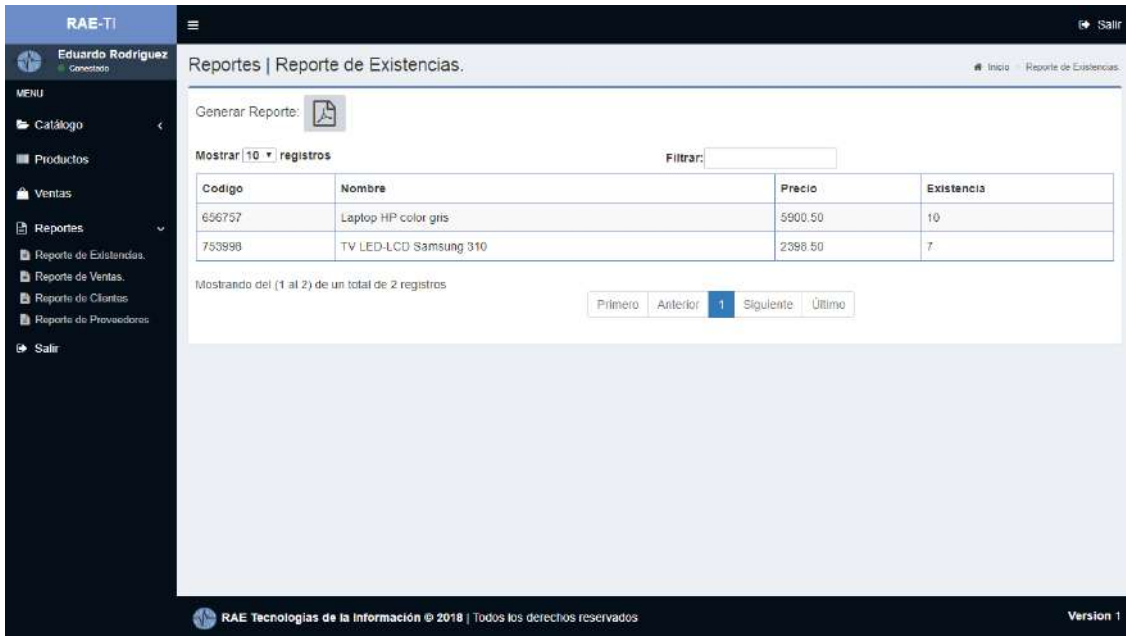 RAE-TI
Salir
Eduardo Rodriguez
Conectado
Reportes | Reporte de Existencias.
Inicio Reporte de Existencias.
MENU
Catálogo
Productos
Ventas
Reportes
Reporte de Existencias.
Reporte de Ventas.
Reporte de Clientes
Reporte de Proveedores
Salir
Generar Reporte:
Mostrar 10 registros
Filtrar:
Codigo Nombre Precio Existencia
656757 Laptop HP color gris 5900.50 10
753998 TV LED-LCD Samsung 310 2398.50 7
Mostrando del (1 al 2) de un total de 2 registros
Primero Anterior 1 Siguiente Último
RAE Tecnologias de la Información © 2018 | Todos los derechos reservados
Version 1